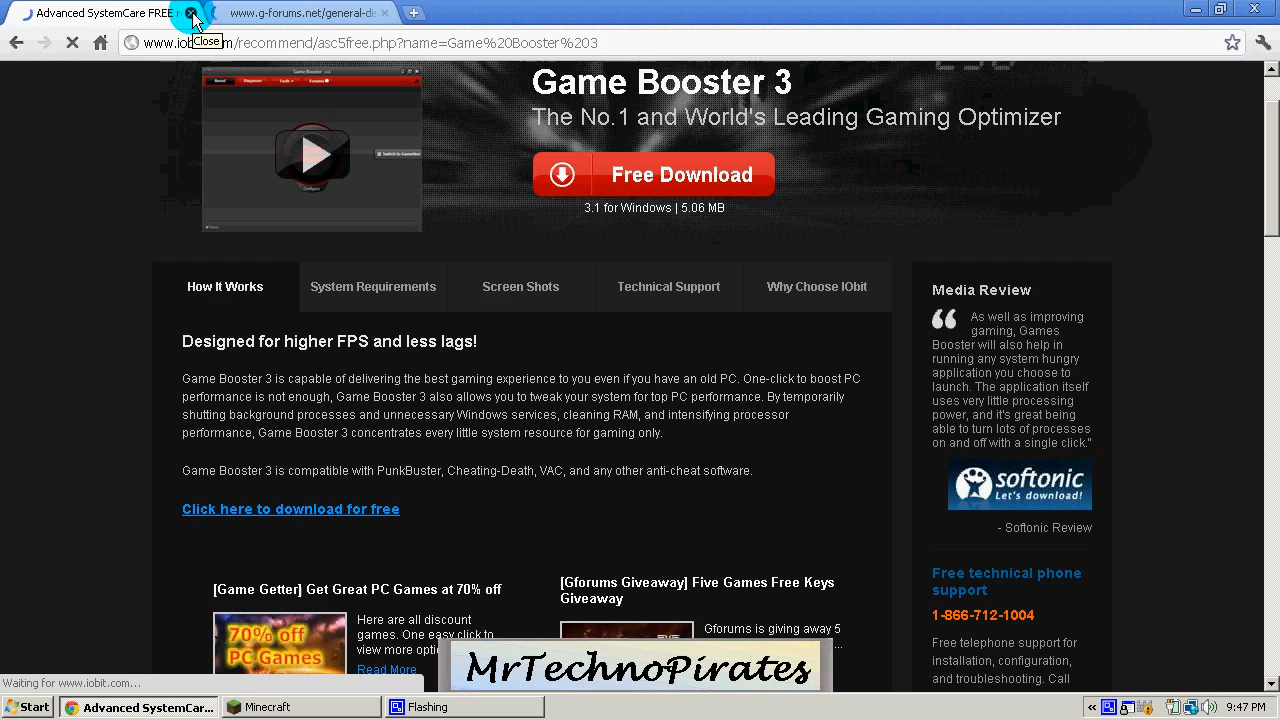 Advanced SystemCare FREE
www.g-forums.net/general-dis
Close
www.iobi m/recommend/asc5free.php?name=Game%20Booster%203
Game Booster 3
The No.1 and World's Leading Gaming Optimizer
Free Download
3.1 for Windows | 5.06 MB
How It Works
System Requirements
Screen Shots
Technical Support
Why Choose IObit
Designed for higher FPS and less lags!
Game Booster 3 is capable of delivering the best gaming experience to you even if you have an old PC. One-click to boost PC
performance is not enough, Game Booster 3 also allows you to tweak your system for top PC performance. By temporarily
shutting background processes and unnecessary Windows services, cleaning RAM, and intensifying processor
performance, Game Booster 3 concentrates every little system resource for gaming only.
Game Booster 3 is compatible with PunkBuster, Cheating-Death, VAC, and any other anti-cheat software.
Click here to download for free
[Game Getter] Get Great PC Games at 70% off
70% off
PC Games
Here are all discount
games. One easy click to
view more opti
Read More
[Gforums Giveaway] Five Games Free Keys
Giveaway
Gforums is giving away 5
...
Media Review
As well as improving
gaming, Games
Booster will also help in
running any system hungry
application you choose to
launch. The application itself
uses very little processing
power, and it's great being
able to turn lots of processes
on and off with a single click."
softonic
Let's download!
- Softonic Review
Free technical phone
support
1-866-712-1004
Free telephone support for
installation, configuration,
and troubleshooting. Call
MrTechnoPirates
Waiting for www.iobit.com...
Start
Advanced SystemCar...
Minecraft
Flashing
9:47 PM